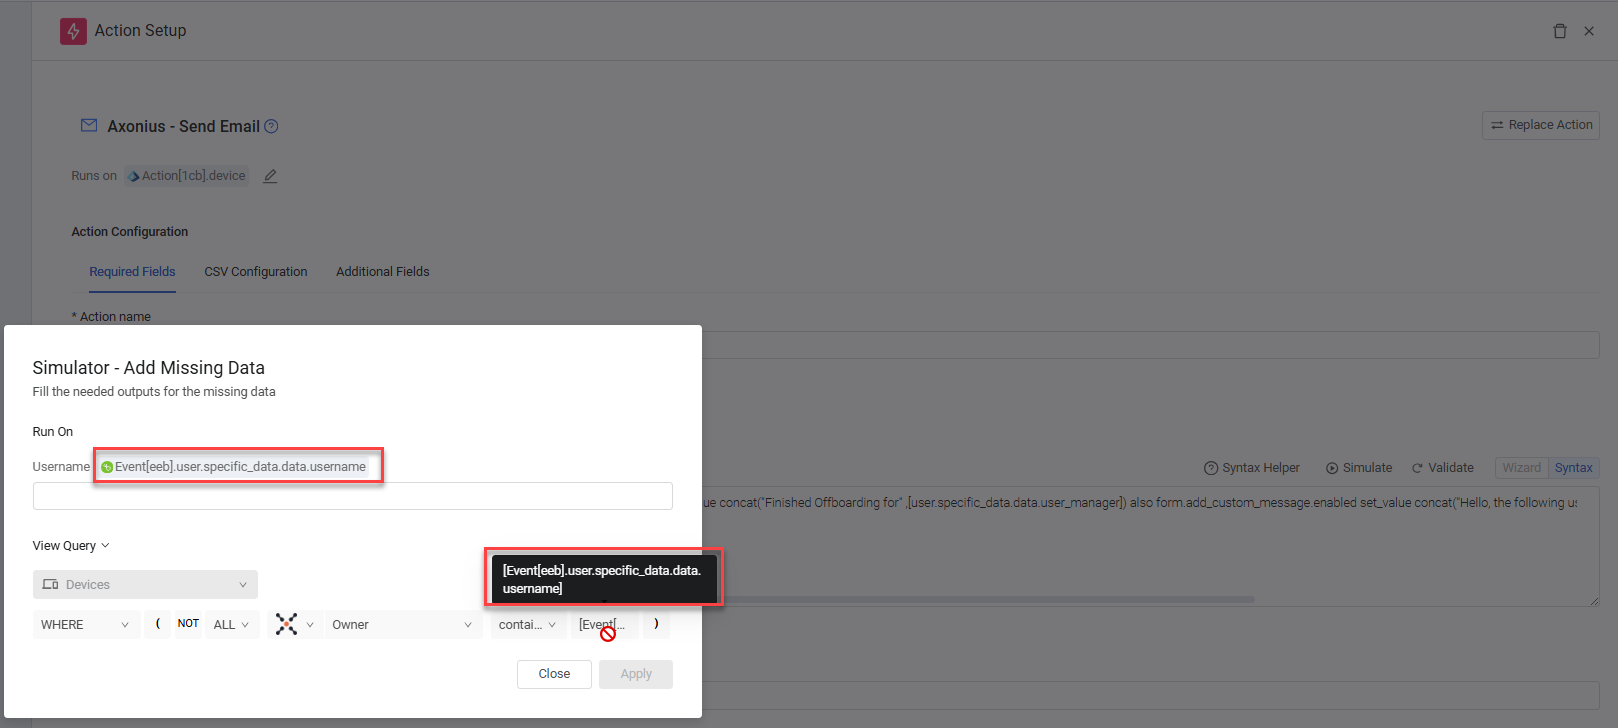 Action Setup
Axonius - Send Email
Replace Action
Runs on Action[1cb].device
Action Configuration
Required Fields CSV Configuration Additional Fields
* Action name
Simulator - Add Missing Data
Fill the needed outputs for the missing data
Run On
Username Event[eeb].user.specific_data.data.username
Syntax Helper Simulate Validate Wizard Syntax
ue concat("Finished Offboarding for" ,[user.specific_data.data.user_manager]) also form.add_custom_message.enabled set_value concat("Hello, the following us
View Query
[Event[eeb].user.specific_data.data.
username]
Devices
WHERE ( NOT ALL Owner contai... [Event[... )
Close Apply